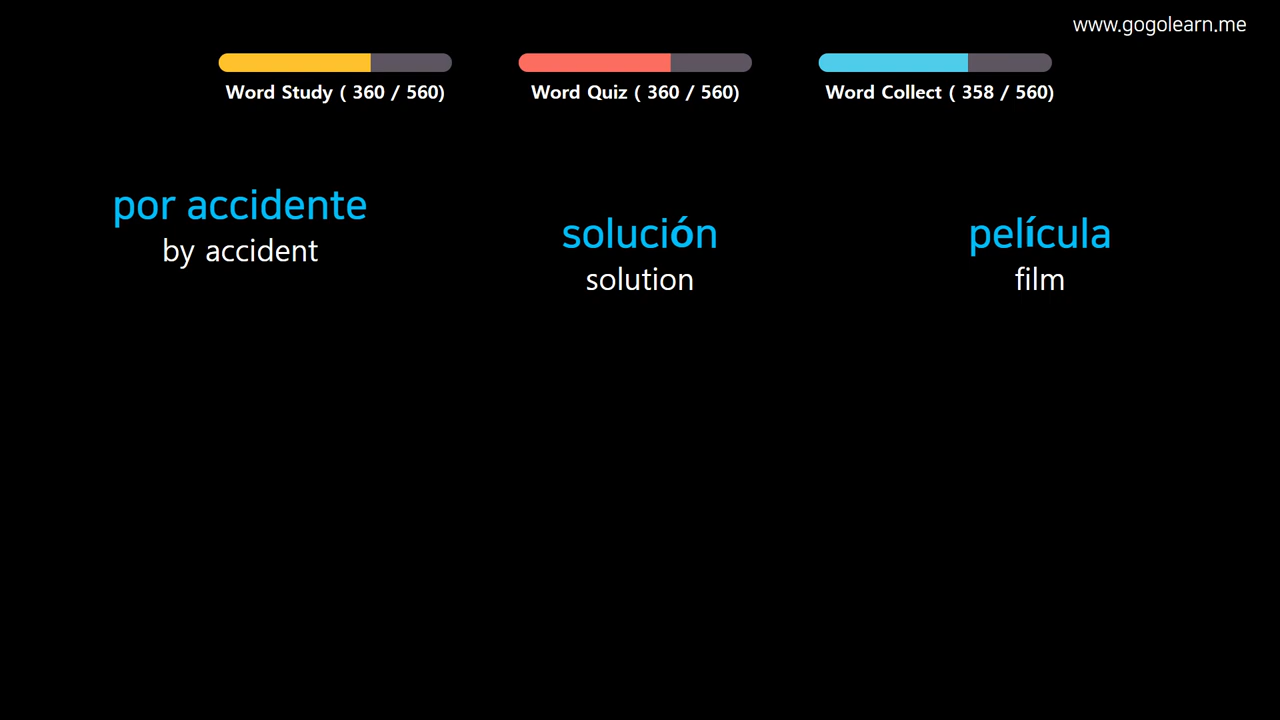 www.gogolearn.me
Word Study ( 360 / 560)
Word Quiz ( 360 / 560)
Word Collect ( 358 / 560)
por accidente
by accident
solución
solution
película
film